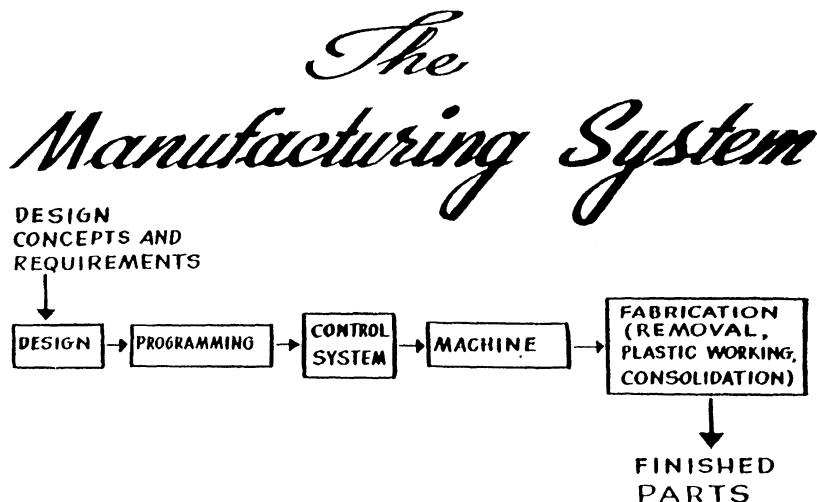 The
Manufacturing System
DESIGN
CONCEPTS AND
REQUIREMENTS
DESIGN
PROGRAMMING
CONTROL
SYSTEM
MACHINE
FABRICATION
(REMOVAL,
PLASTIC WORKING,
CONSOLIDATION)
FINISHED
PARTS